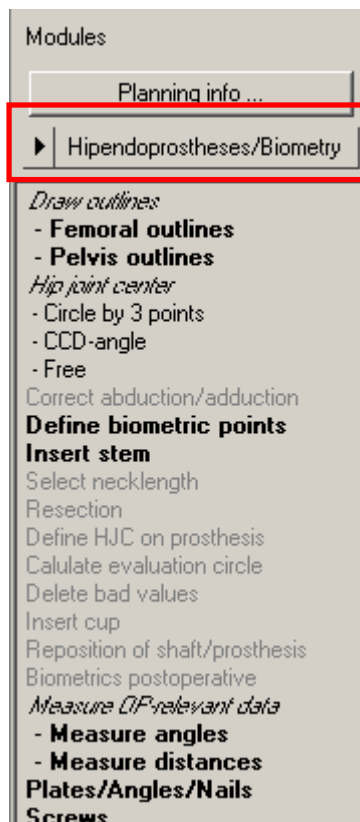 Modules
Planning info ...
Hipendoprostheses/Biometry
Draw outlines
- Femoral outlines
- Pelvis outlines
Hip joint center
- Circle by 3 points
- CCD-angle
- Free
Correct abduction/adduction
Define biometric points
Insert stem
Select necklength
Resection
Define HJC on prosthesis
Calulate evaluation circle
Delete bad values
Insert cup
Reposition of shaft/prosthesis
Biometrics postoperative
Measure OP-relevant data
- Measure angles
- Measure distances
Plates/Angles/Nails
Screws